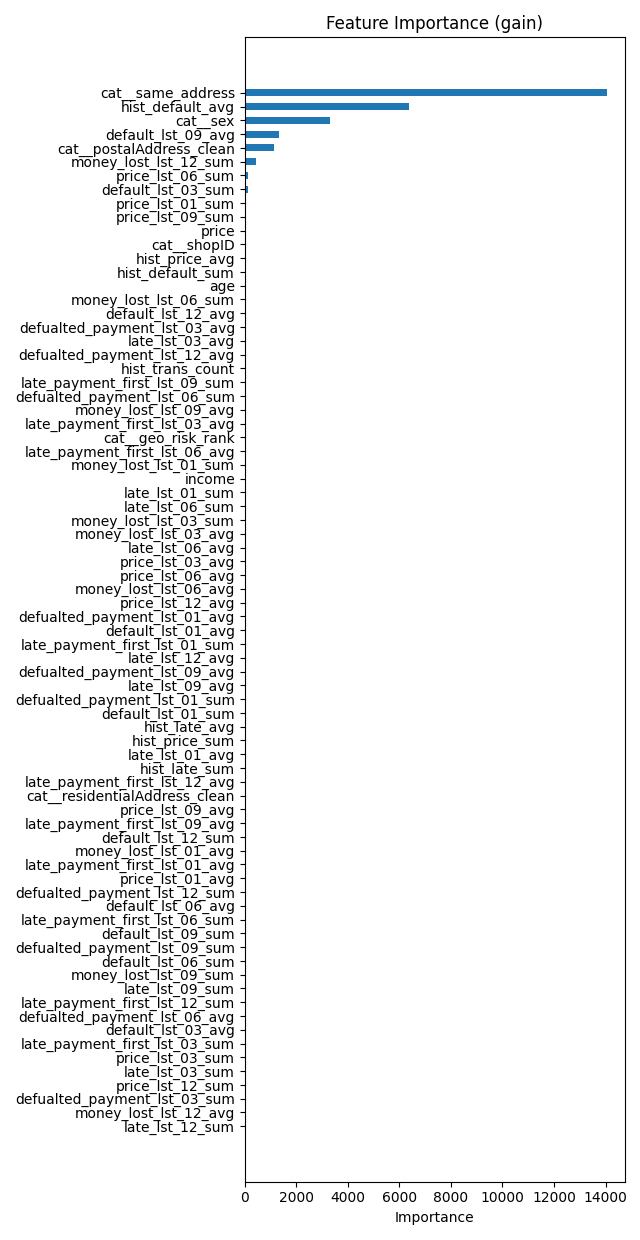 Feature Importance (gain)
cat__same_address
hist_default_avg
cat__sex
default_lst_09_avg
cat__postalAddress_clean
money_lost_lst_12_sum
price_lst_06_sum
default_lst_03_sum
price_lst_01_sum
price_lst_09_sum
price
cat__shopID
hist_price_avg
hist_default_sum
age
money_lost_lst_06_sum
default_lst_12_avg
defualted_payment_lst_03_avg
late_lst_03_avg
defualted_payment_lst_12_avg
hist_trans_count
late_payment_first_lst_09_sum
defualted_payment_lst_06_sum
money_lost_lst_09_avg
late_payment_first_lst_03_avg
cat__geo_risk_rank
late_payment_first_lst_06_avg
money_lost_lst_01_sum
income
late_lst_01_sum
late_lst_06_sum
money_lost_lst_03_sum
money_lost_lst_03_avg
late_lst_06_avg
price_lst_03_avg
price_lst_06_avg
money_lost_lst_06_avg
price_lst_12_avg
defualted_payment_lst_01_avg
default_lst_01_avg
late_payment_first_lst_01_sum
late_lst_12_avg
defualted_payment_lst_09_avg
late_lst_09_avg
defualted_payment_lst_01_sum
default_lst_01_sum
hist_late_avg
hist_price_sum
late_lst_01_avg
hist_late_sum
late_payment_first_lst_12_avg
cat__residentialAddress_clean
price_lst_09_avg
late_payment_first_lst_09_avg
default_lst_12_sum
money_lost_lst_01_avg
late_payment_first_lst_01_avg
price_lst_01_avg
defualted_payment_lst_12_sum
default_lst_06_avg
late_payment_first_lst_06_sum
default_lst_09_sum
defualted_payment_lst_09_sum
default_lst_06_sum
money_lost_lst_09_sum
late_lst_09_sum
late_payment_first_lst_12_sum
defualted_payment_lst_06_avg
default_lst_03_avg
late_payment_first_lst_03_sum
price_lst_03_sum
late_lst_03_sum
price_lst_12_sum
defualted_payment_lst_03_sum
money_lost_lst_12_avg
late_lst_12_sum
0 2000 4000 6000 8000 10000 12000 14000
Importance